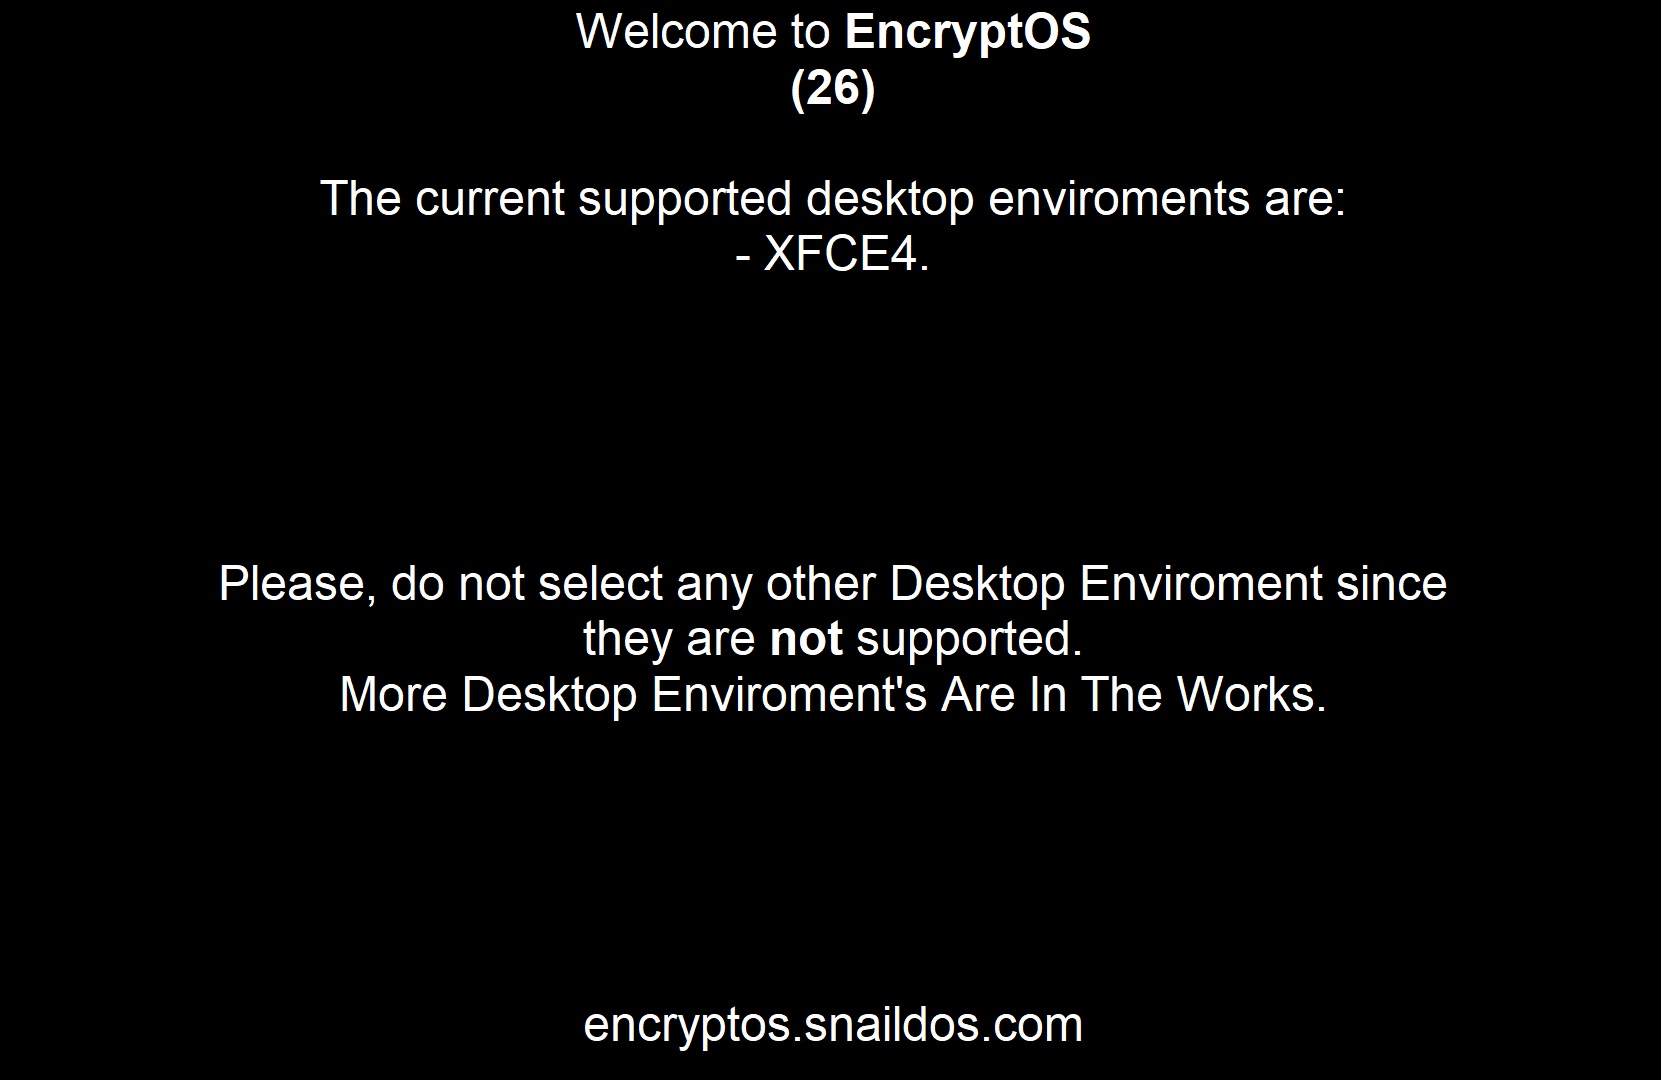 Welcome to EncryptOS
(26)
The current supported desktop enviroments are:
- XFCE4.
Please, do not select any other Desktop Enviroment since
they are not supported.
More Desktop Enviroment's Are In The Works.
encryptos.snaildos.com